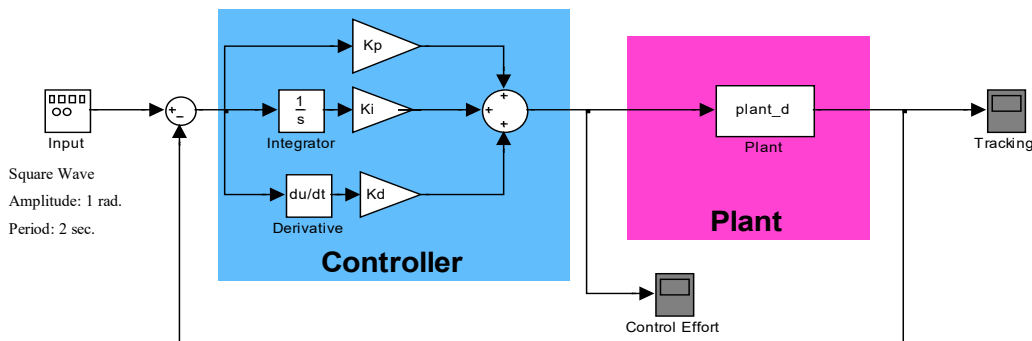 Kp
+
−
1
s
Ki
+
+
+
plant_d
Input
Integrator
Plant
Tracking
Square Wave
Amplitude: 1 rad.
Period: 2 sec.
du/dt
Kd
Derivative
Plant
Controller
Control Effort